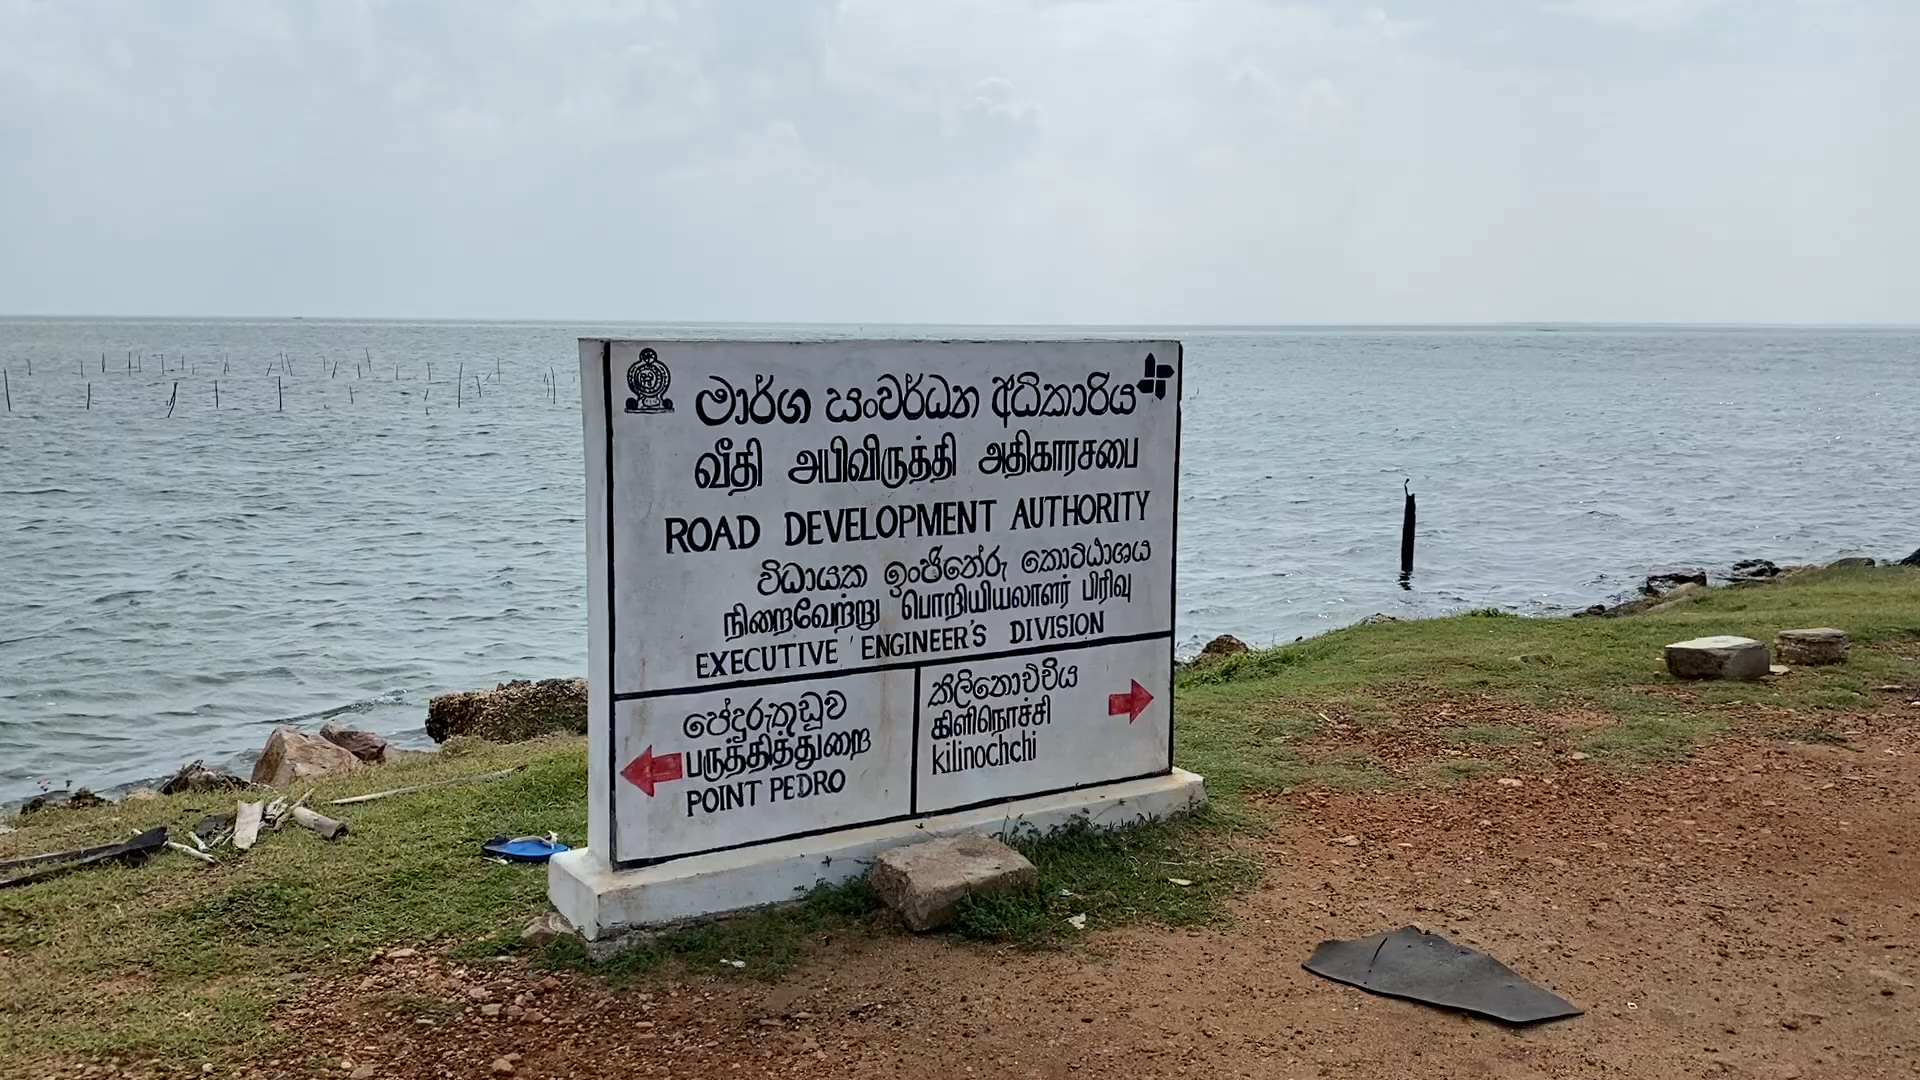 මාර්ග සංවර්ධන අධිකාරිය
வீதி அபிவிருத்தி அதிகாரசபை
ROAD DEVELOPMENT AUTHORITY
විධායක ඉංජිනේරු කොට්ඨාශය
நிறைவேற்று பொறியியலாளர் பிரிவு
EXECUTIVE ENGINEER'S DIVISION
පේදුරුතුඩුව
பருத்தித்துறை
POINT PEDRO
කිලිනොච්චිය
கிளிநொச்சி
kilinochchi